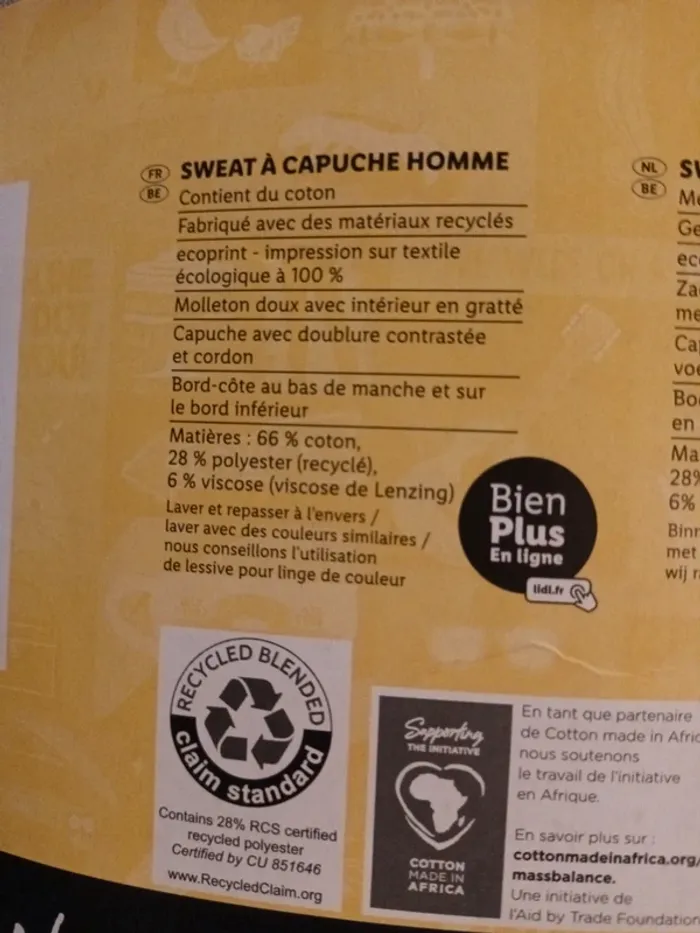 FR
BE
SWEAT À CAPUCHE HOMME
Contient du coton
Fabriqué avec des matériaux recyclés
ecoprint - impression sur textile
écologique à 100 %
Molleton doux avec intérieur en gratté
Capuche avec doublure contrastée
et cordon
Bord-côte au bas de manche et sur
le bord inférieur
Matières : 66 % coton,
28 % polyester (recyclé),
6 % viscose (viscose de Lenzing)
Laver et repasser à l'envers /
laver avec des couleurs similaires /
nous conseillons l'utilisation
de lessive pour linge de couleur
Bien
Plus
En ligne
lidl.fr
NL
BE
en
28%
6%
met
RECYCLED BLENDED
claim standard
Contains 28% RCS certified
recycled polyester
Certified by CU 851646
www.RecycledClaim.org
Supporting
THE INITIATIVE
COTTON
MADE IN
AFRICA
En tant que partenaire
de Cotton made in Afric
nous soutenons
le travail de l'initiative
en Afrique.
En savoir plus sur :
cottonmadeinafrica.org/
massbalance.
Une initiative de
l'Aid by Trade Foundation